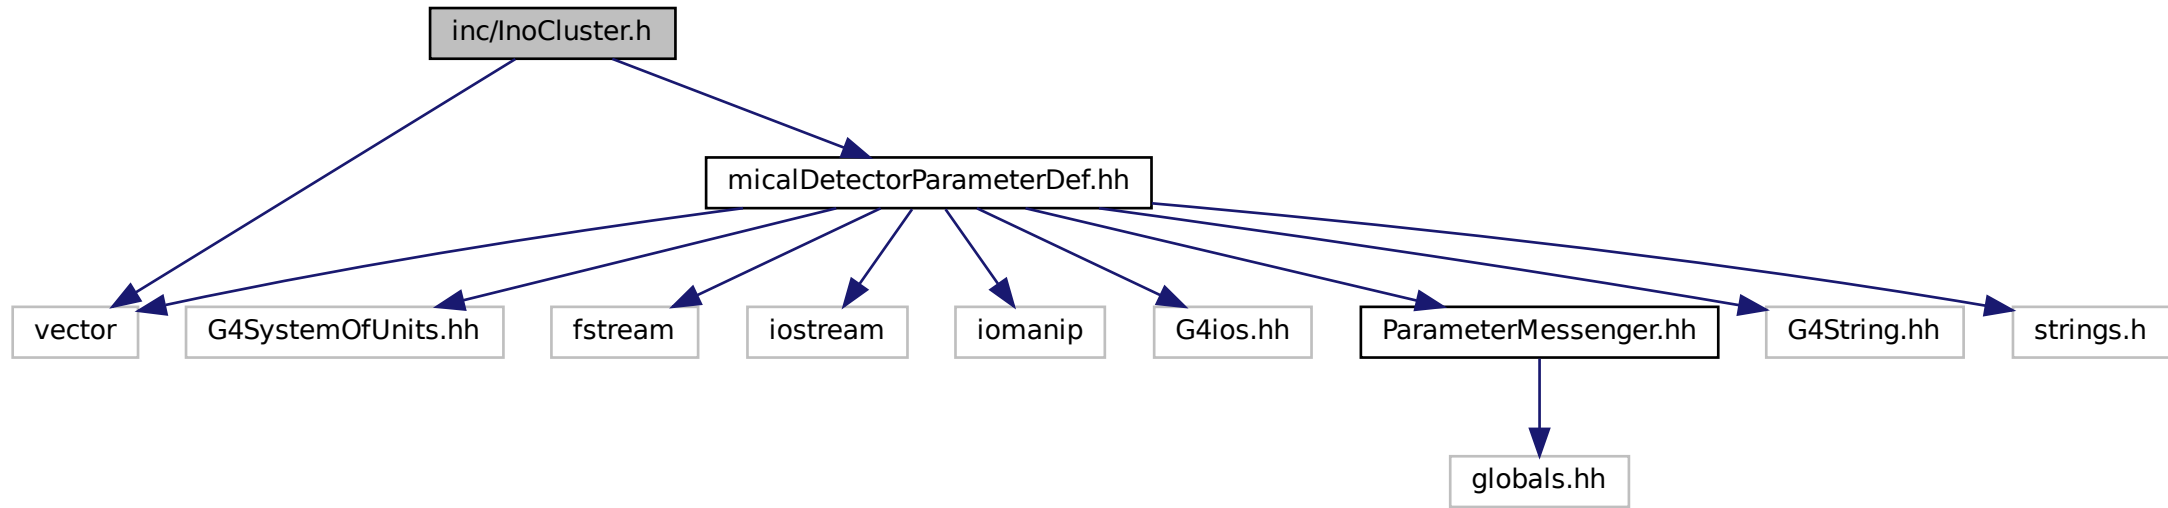 inc/InoCluster.h
micalDetectorParameterDef.hh
vector
G4SystemOfUnits.hh
fstream
iostream
iomanip
G4ios.hh
ParameterMessenger.hh
G4String.hh
strings.h
globals.hh